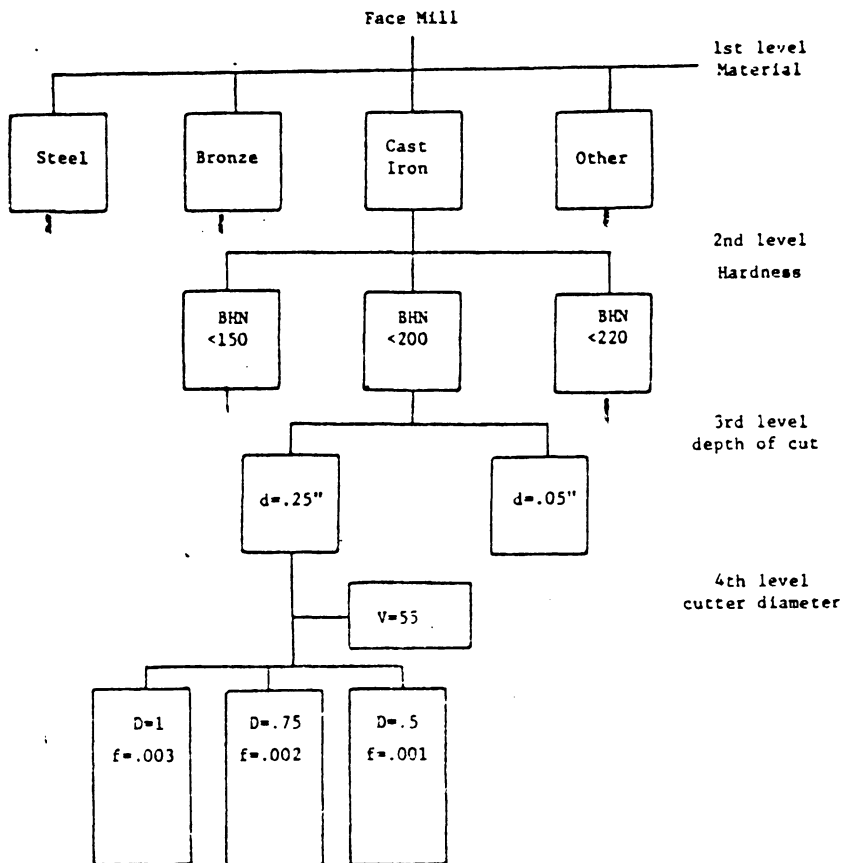 Face Mill
1st level
Material
Steel
Bronze
Cast
Iron
Other
2nd level
Hardness
BHN
<150
BHN
<200
BHN
<220
3rd level
depth of cut
d=.25"
d=.05"
4th level
cutter diameter
V=55
D=1
f=.003
D=.75
f=.002
D=.5
f=.001